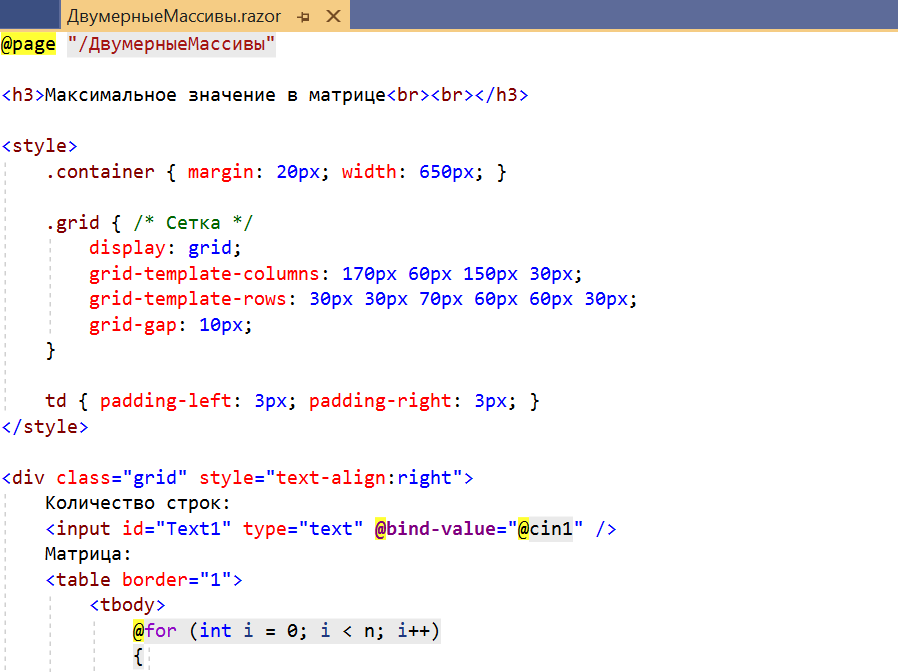 ДвумерныеМассивы.razor
@page "/ДвумерныеМассивы"
<h3>Максимальное значение в матрице<br><br></h3>
<style>
.container { margin: 20px; width: 650px; }
.grid { /* Сетка */
display: grid;
grid-template-columns: 170px 60px 150px 30px;
grid-template-rows: 30px 30px 70px 60px 60px 30px;
grid-gap: 10px;
}
td { padding-left: 3px; padding-right: 3px; }
</style>
<div class="grid" style="text-align:right">
Количество строк:
<input id="Text1" type="text" @bind-value="@cin1" />
Матрица:
<table border="1">
<tbody>
@for (int i = 0; i < n; i++)
{